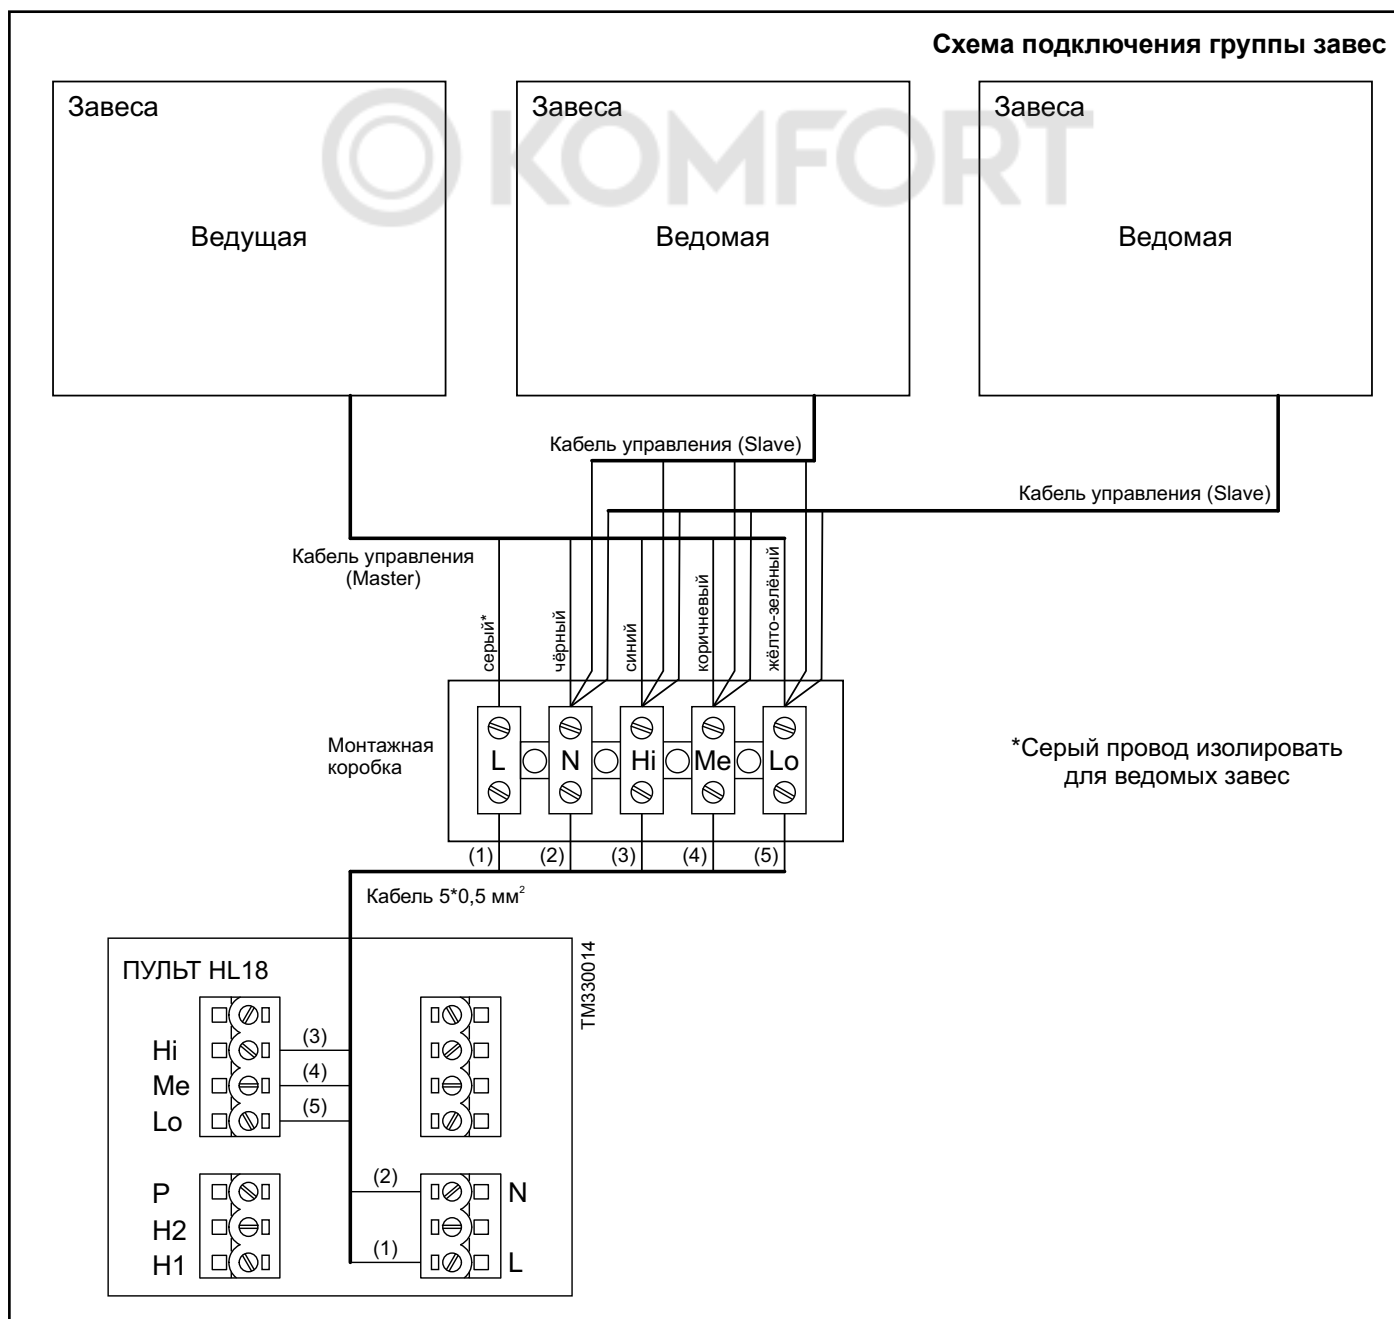 Схема подключения группы завес
Завеса
Завеса
Завеса
KOMFORT
Ведущая
Ведомая
Ведомая
Кабель управления (Slave)
Кабель управления (Slave)
Кабель управления
(Master)
серый*
чёрный
синий
коричневый
жёлто-зелёный
Монтажная
коробка
L
N
Hi
Me
Lo
*Серый провод изолировать
для ведомых завес
(1)
(2)
(3)
(4)
(5)
Кабель 5*0,5 мм²
ПУЛЬТ HL18
TM330014
Hi
(3)
Me
(4)
Lo
(5)
P
(2)
N
H2
H1
(1)
L